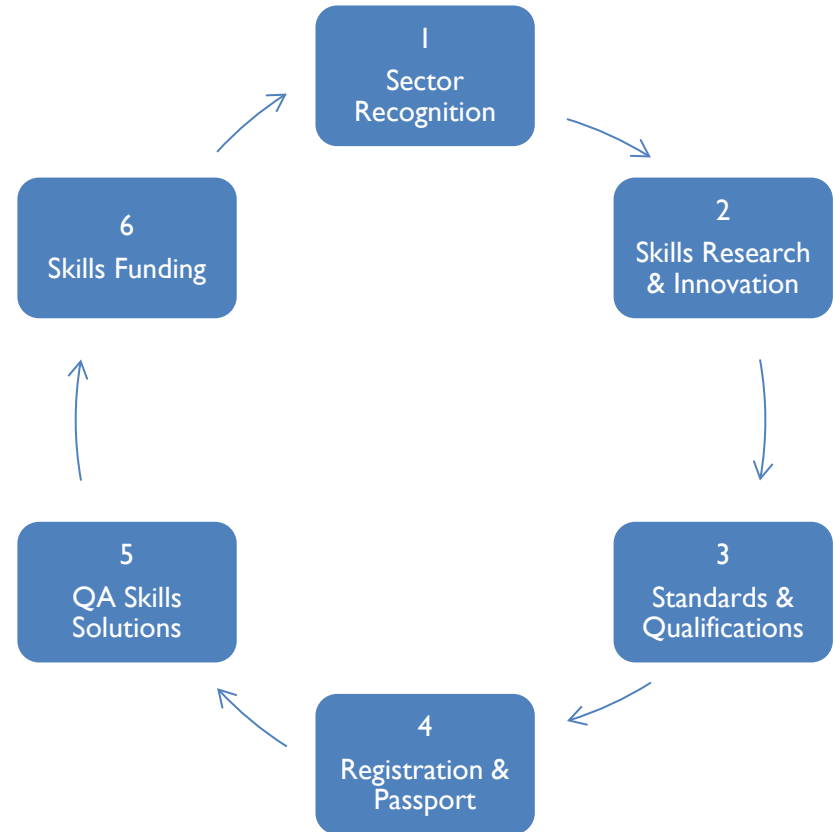 1
Sector
Recognition
2
Skills Research
& Innovation
3
Standards &
Qualifications
4
Registration &
Passport
5
QA Skills
Solutions
6
Skills Funding